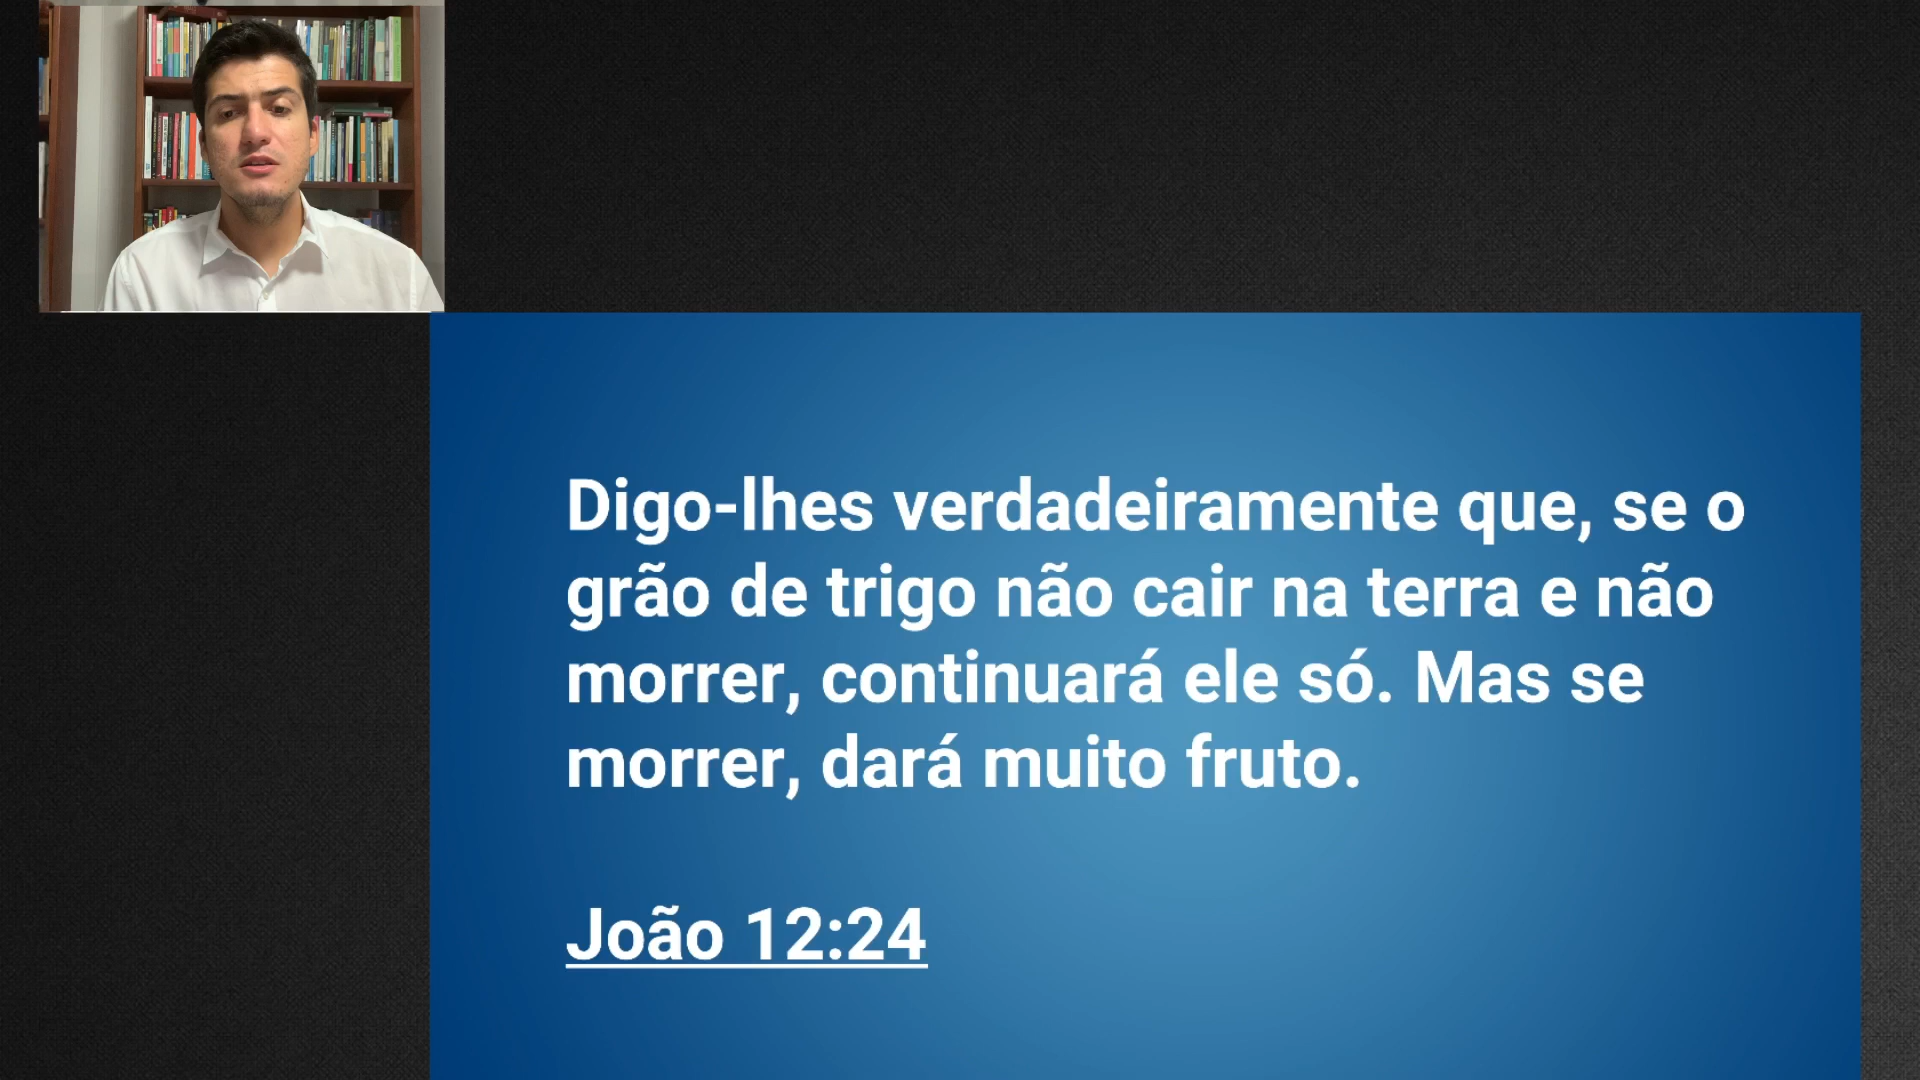 Digo-lhes verdadeiramente que, se o
grão de trigo não cair na terra e não
morrer, continuará ele só. Mas se
morrer, dará muito fruto.
João 12:24